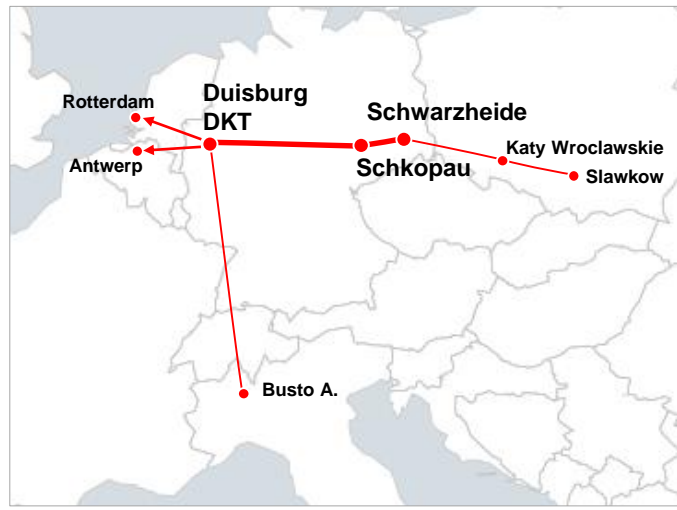 Rotterdam
Duisburg
DKT
Schwarzheide
Antwerp
Schkopau
Katy Wroclawskie
Slawkow
Busto A.